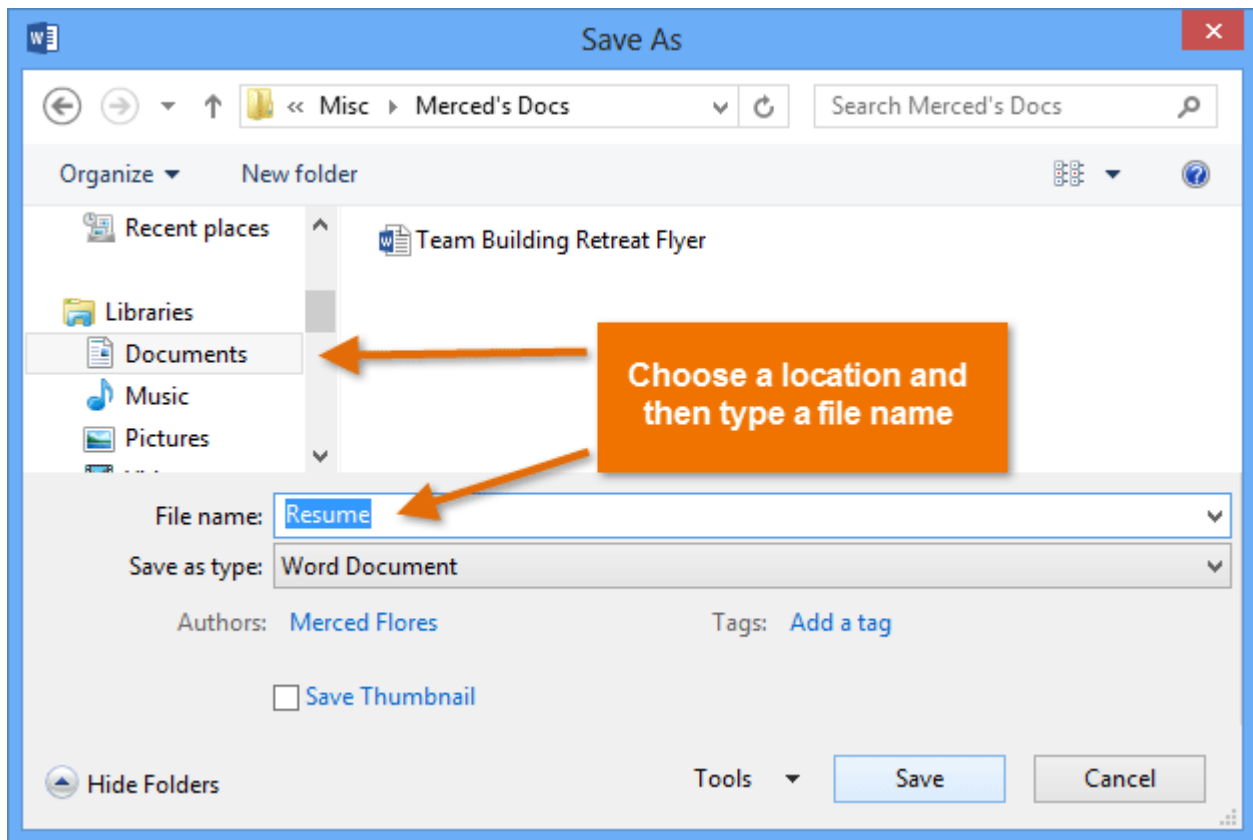 Save As
« Misc Merced's Docs
Search Merced's Docs
Organize
New folder
Recent places
Team Building Retreat Flyer
Libraries
Documents
Music
Pictures
Choose a location and
then type a file name
File name: Resume
Save as type: Word Document
Authors: Merced Flores
Tags: Add a tag
Save Thumbnail
Hide Folders
Tools
Save
Cancel